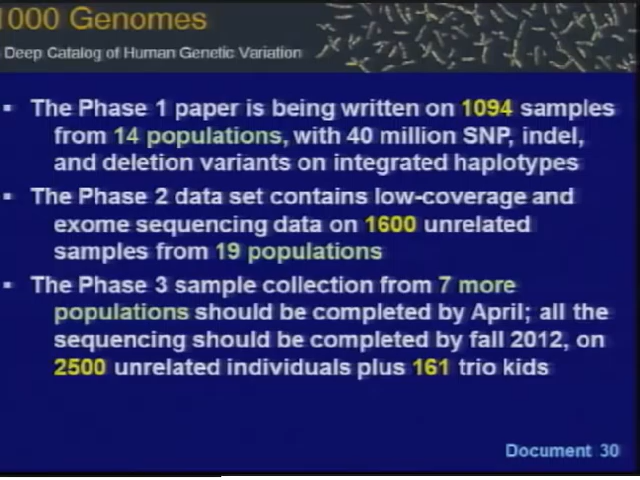 1000 Genomes
Deep Catalog of Human Genetic Variation
▪ The Phase 1 paper is being written on 1094 samples
from 14 populations, with 40 million SNP, indel,
and deletion variants on integrated haplotypes
▪ The Phase 2 data set contains low-coverage and
exome sequencing data on 1600 unrelated
samples from 19 populations
▪ The Phase 3 sample collection from 7 more
populations should be completed by April; all the
sequencing should be completed by fall 2012, on
2500 unrelated individuals plus 161 trio kids
Document 30